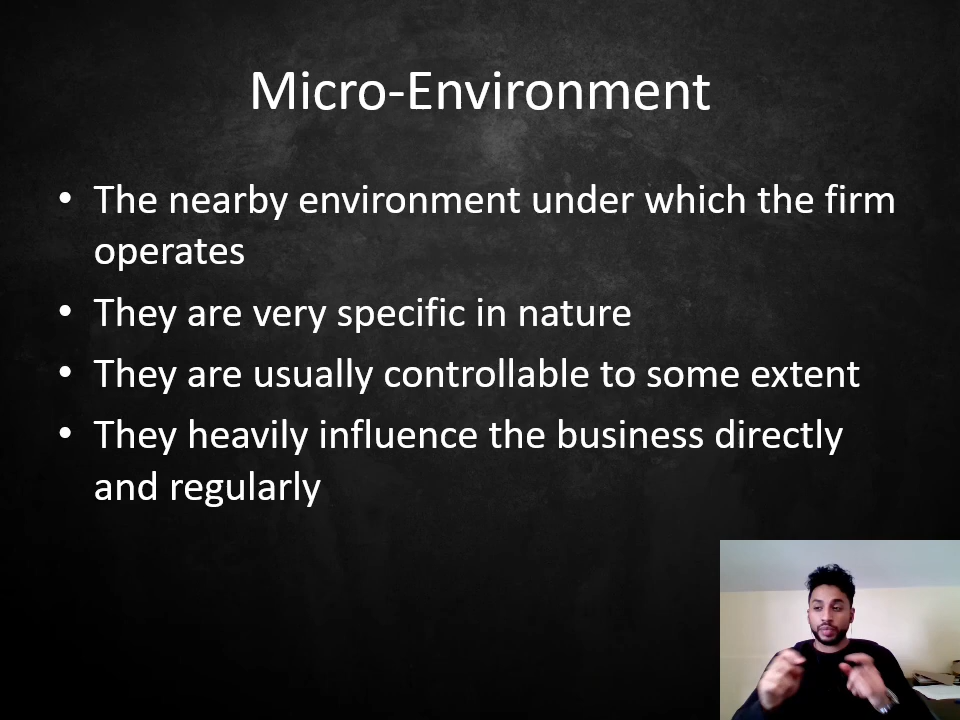 Micro-Environment
• The nearby environment under which the firm
operates
• They are very specific in nature
• They are usually controllable to some extent
• They heavily influence the business directly
and regularly